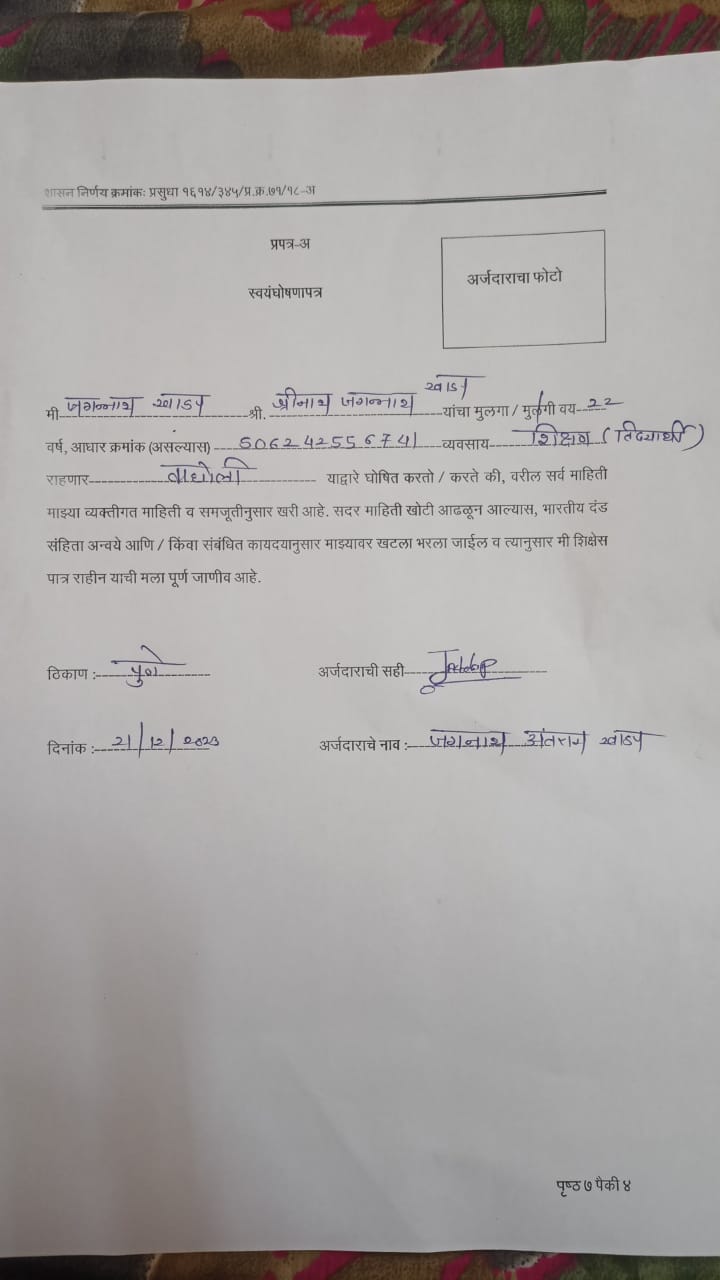 शासन निर्णय क्रमांकः प्रसुधा १६१४/३४५/प्र.क्र.७१/१८-अ
प्रपत्र-अ
अर्जदाराचा फोटो
स्वयंघोषणापत्र
मी जगन्नाथ खाडप श्री. श्रीनाथ जगन्नाथ खाडप यांचा मुलगा / मुलगी वय 22
वर्ष, आधार क्रमांक (असल्यास) 506242556741 व्यवसाय शिक्षण (विद्यार्थी)
राहणार वाघोली याद्वारे घोषित करतो / करते की, वरील सर्व माहिती
माझ्या व्यक्तीगत माहिती व समजूतीनुसार खरी आहे. सदर माहिती खोटी आढळून आल्यास, भारतीय दंड
संहिता अन्वये आणि / किंवा संबंधित कायदयानुसार माझ्यावर खटला भरला जाईल व त्यानुसार मी शिक्षेस
पात्र राहीन याची मला पूर्ण जाणीव आहे.
ठिकाण : पुणे अर्जदाराची सही
दिनांक : 21/12/2023 अर्जदाराचे नाव : जगनाथ खाडप
पृष्ठ ७ पैकी ४